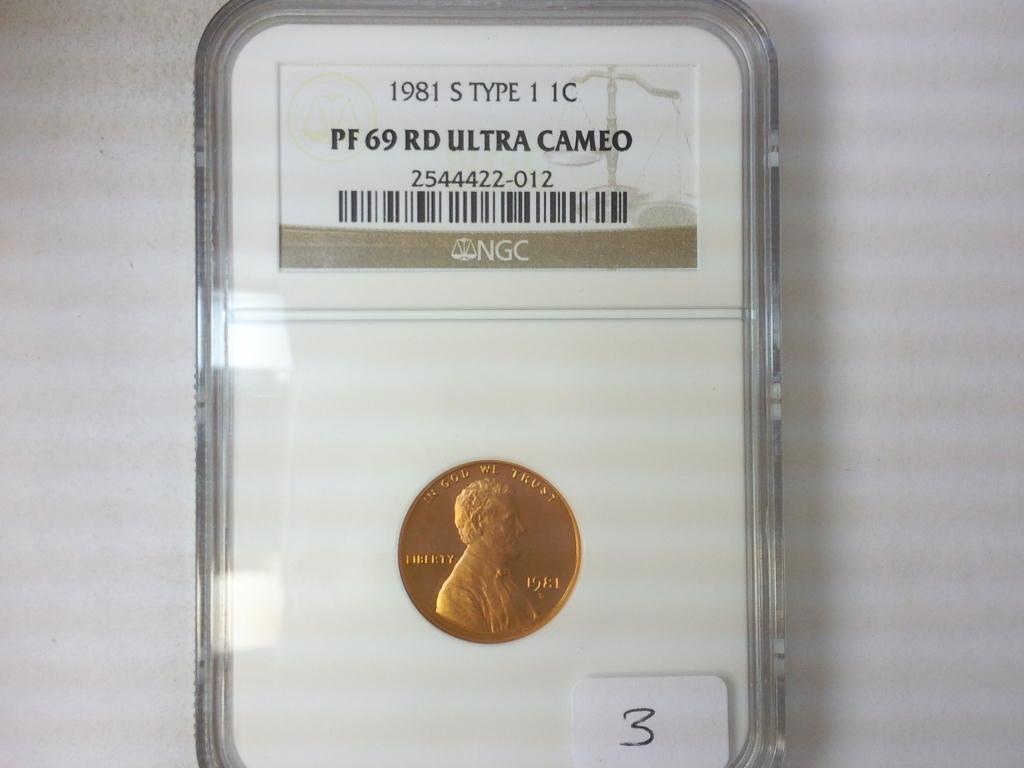 1981 S TYPE 1 1C
PF 69 RD ULTRA CAMEO
2544422-012
NGC
IN GOD WE TRUST
LIBERTY
1981
S
3